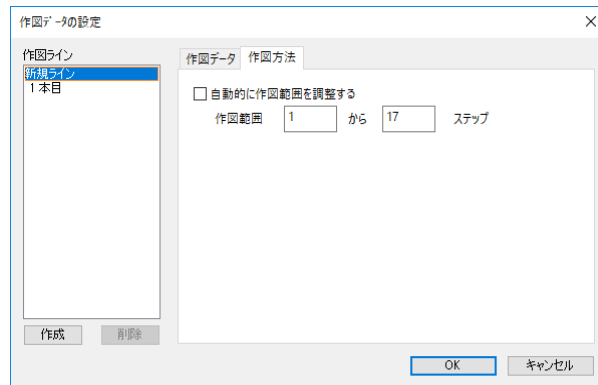 作図ﾃﾞｰﾀの設定
作図ライン
新規ライン
1本目
作成
削除
作図データ
作図方法
自動的に作図範囲を調整する
作図範囲 1 から 17 ステップ
OK
キャンセル